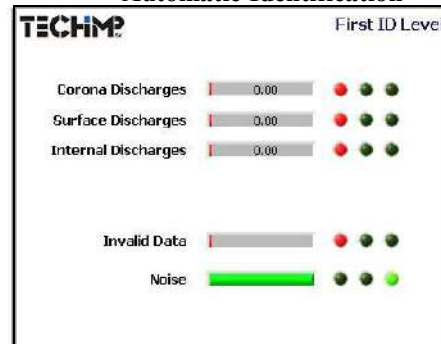 Automatic Identification
TECHIMP
First ID Level
Corona Discharges 0.00
Surface Discharges 0.00
Internal Discharges 0.00
Invalid Data
Noise